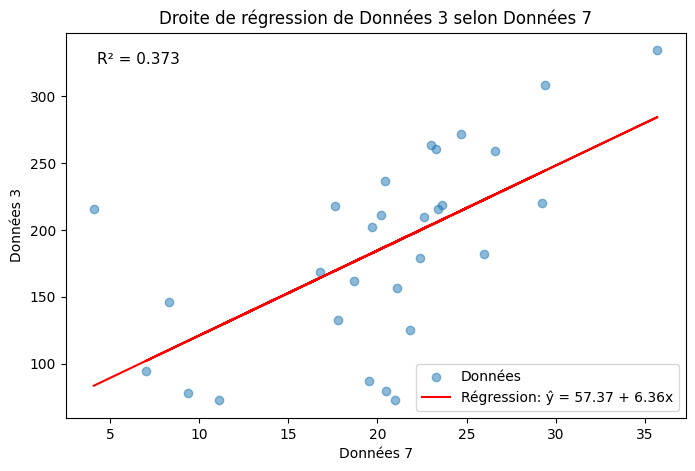 Droite de régression de Données 3 selon Données 7
R² = 0.373
Données 3
300
250
200
150
100
5 10 15 20 25 30 35
Données 7
Données
Régression: ŷ = 57.37 + 6.36x